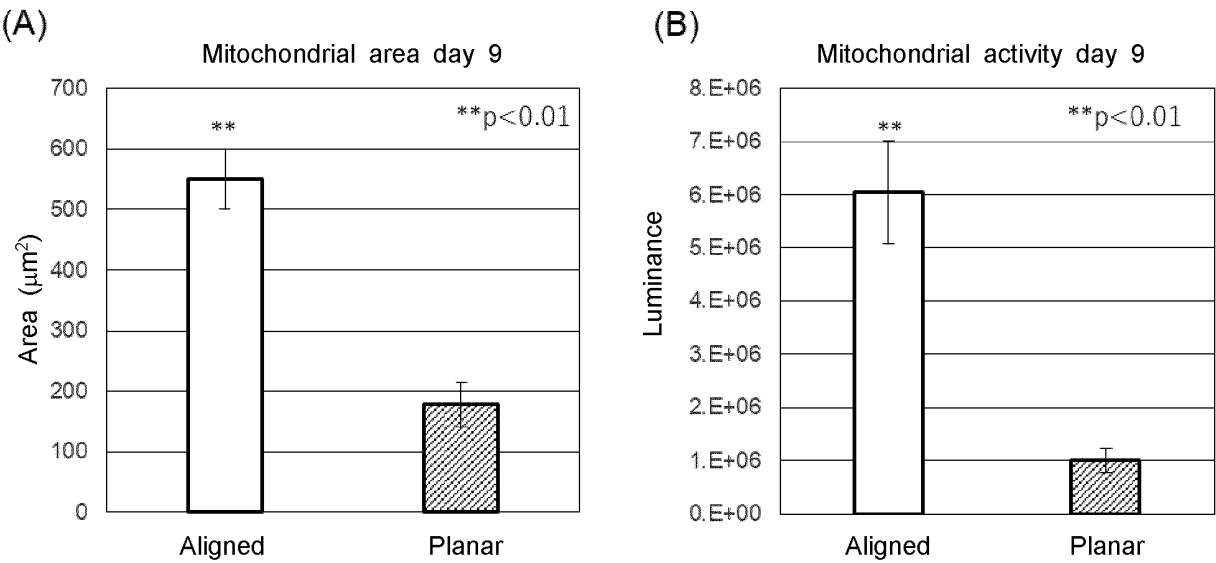 (A)
Mitochondrial area day 9
700
600
500
400
300
200
100
0
Area (μm²)
**
**p<0.01
Aligned
Planar
(B)
Mitochondrial activity day 9
8.E+06
7.E+06
6.E+06
5.E+06
4.E+06
3.E+06
2.E+06
1.E+06
0.E+00
Luminance
**
**p<0.01
Aligned
Planar